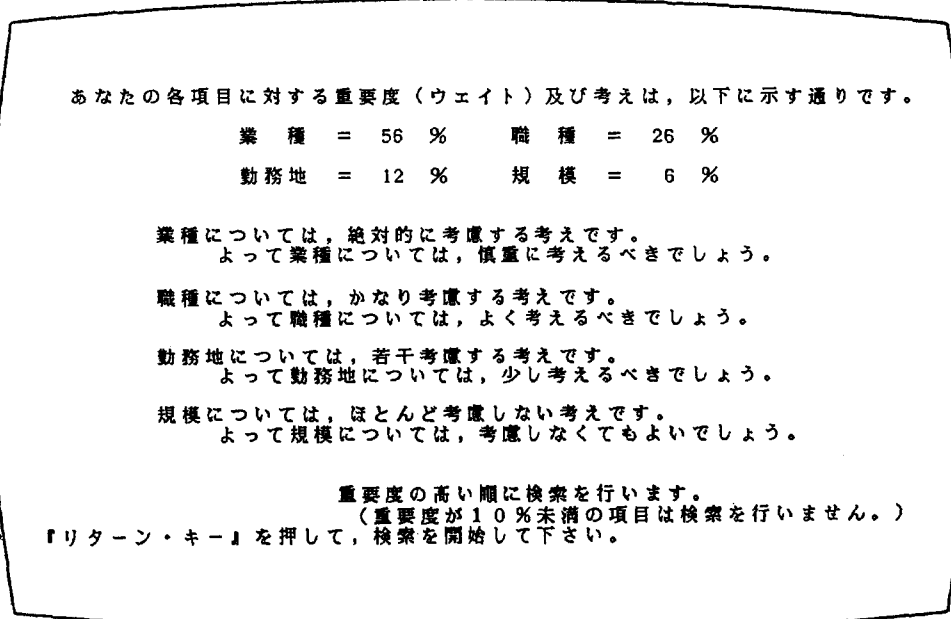 あなたの各項目に対する重要度（ウェイト）及び考えは，以下に示す通りです。
業 種 = 56 % 職 種 = 26 %
勤務地 = 12 % 規 模 = 6 %
業種については，絶対的に考慮する考えです。
よって業種については，慎重に考えるべきでしょう。
職種については，かなり考慮する考えです。
よって職種については，よく考えるべきでしょう。
勤務地については，若干考慮する考えです。
よって勤務地については，少し考えるべきでしょう。
規模については，ほとんど考慮しない考えです。
よって規模については，考慮しなくてもよいでしょう。
重要度の高い順に検索を行います。
（重要度が１０％未満の項目は検索を行いません。）
『リターン・キー』を押して，検索を開始して下さい。